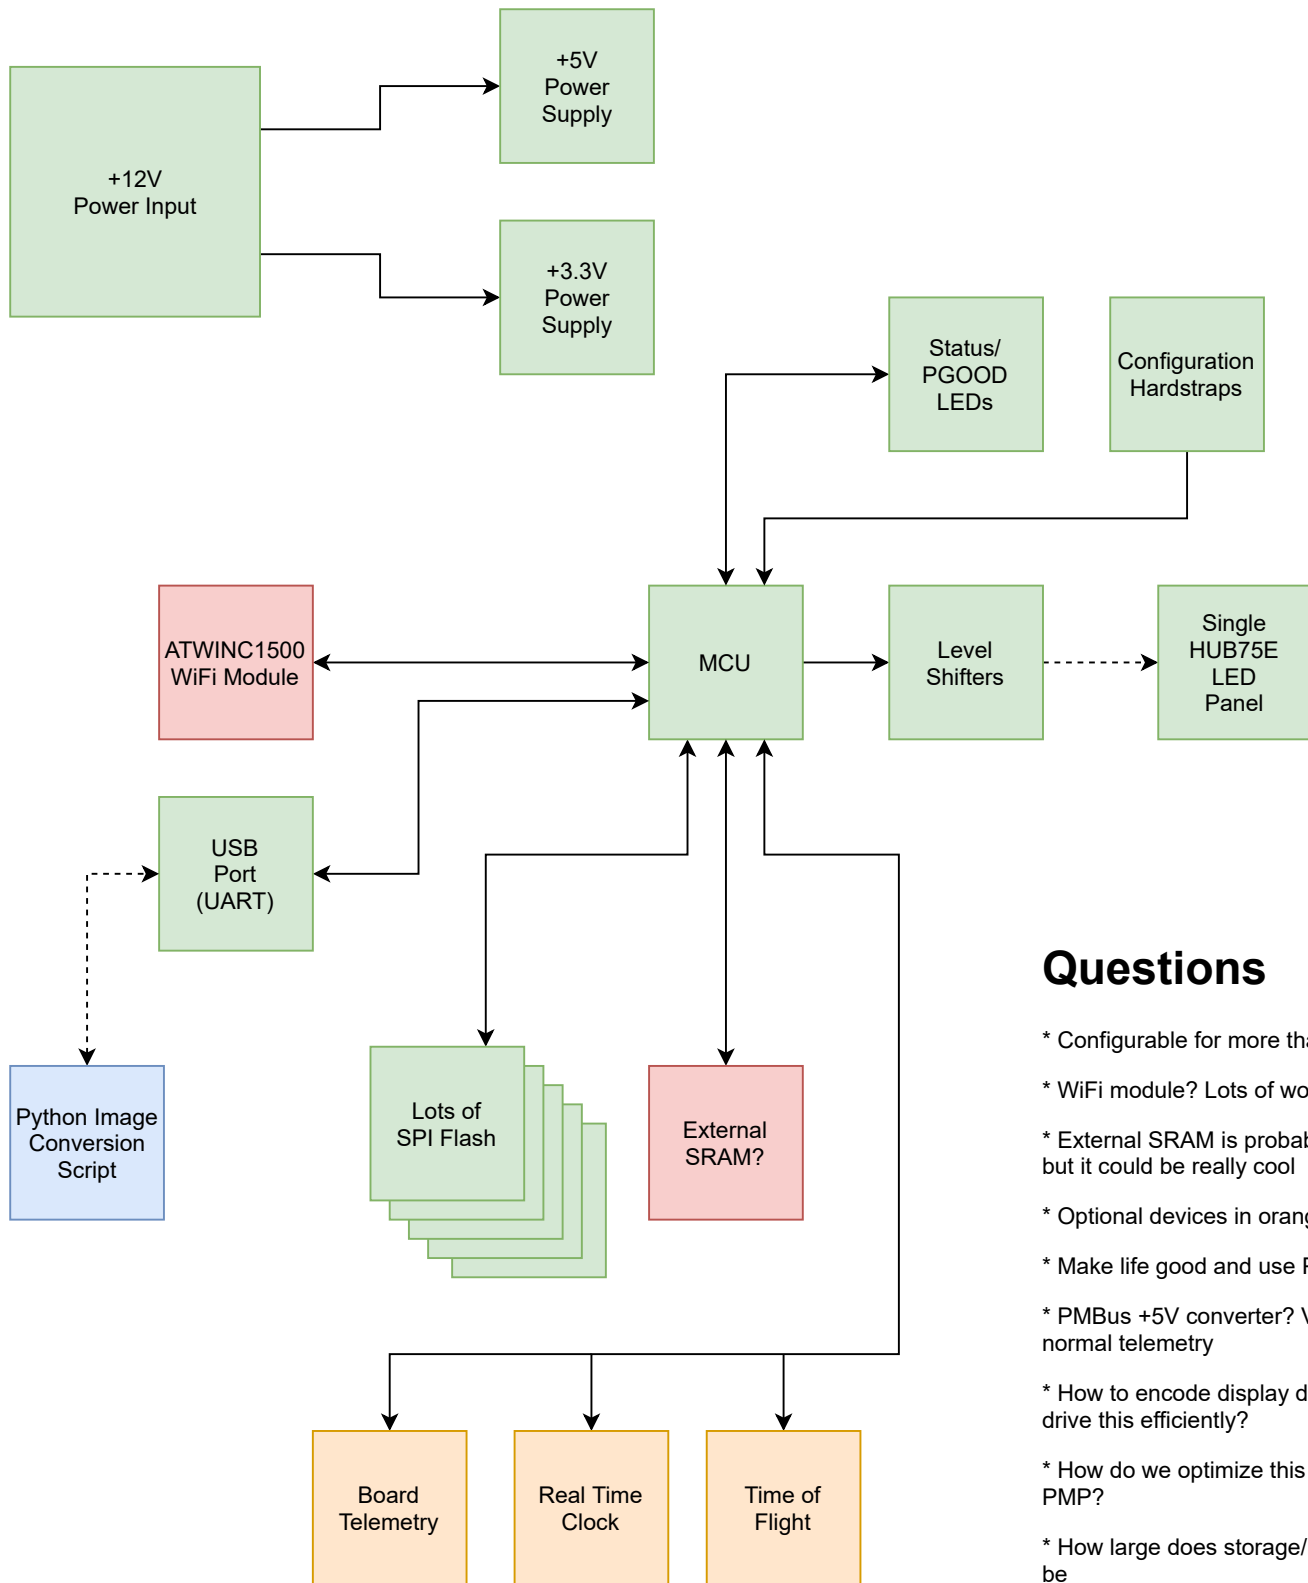 +5V
Power
Supply
+12V
Power Input
+3.3V
Power
Supply
Status/
PGOOD
LEDs
Configuration
Hardstraps
ATWINC1500
WiFi Module
MCU
Level
Shifters
Single
HUB75E
LED
Panel
USB
Port
(UART)
Python Image
Conversion
Script
Lots of
SPI Flash
External
SRAM?
Board
Telemetry
Real Time
Clock
Time of
Flight
Questions
* Configurable for more
* WiFi module? Lots of
* External SRAM is
but it could be really cool
* Optional devices in
* Make life good and use
* PMBus +5V converter?
normal telemetry
* How to encode display
drive this efficiently?
* How do we optimize this
PMP?
* How large does storage/
be